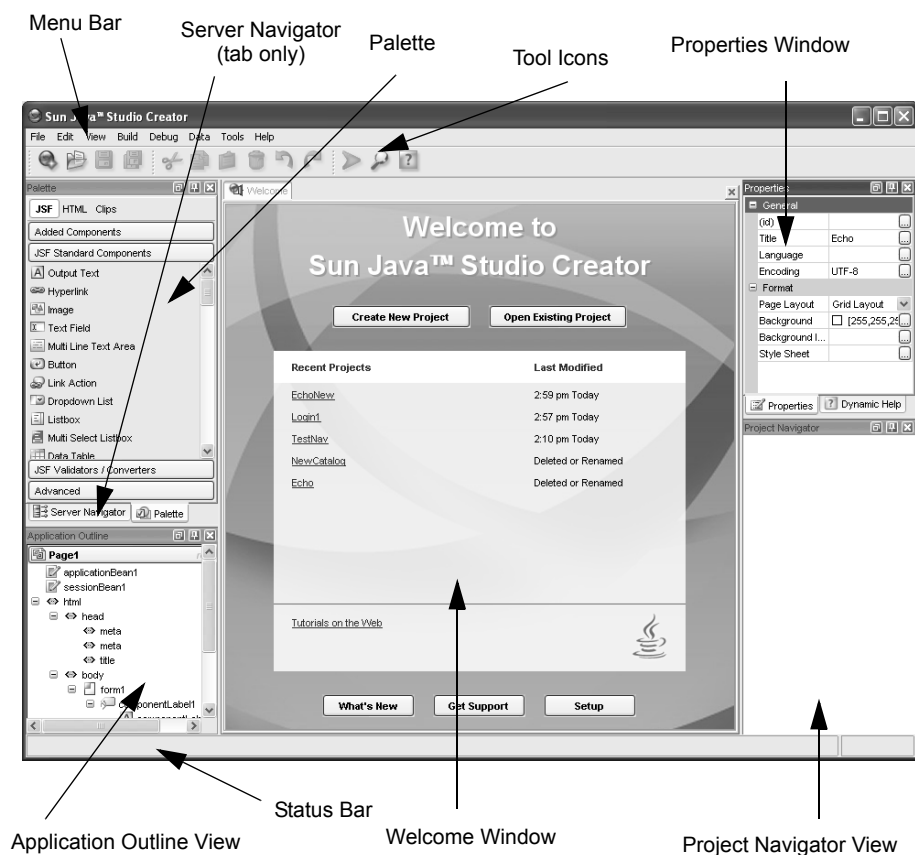 Menu Bar
Server Navigator
(tab only)
Palette
Tool Icons
Properties Window
Sun Java™ Studio Creator
File Edit View Build Debug Data Tools Help
Palette
JSF HTML Clips
Added Components
JSF Standard Components
Output Text
Hyperlink
Image
Text Field
Multi Line Text Area
Button
Link Action
Dropdown List
Listbox
Multi Select Listbox
Data Table
JSF Validators / Converters
Advanced
Server Navigator Palette
Application Outline
Page1
applicationBean1
sessionBean1
html
head
meta
meta
title
body
form1
componentLabel1
Welcome
Welcome to
Sun Java™ Studio Creator
Create New Project Open Existing Project
Recent Projects Last Modified
EchoNew 2:59 pm Today
Login1 2:57 pm Today
TestNav 2:10 pm Today
NewCatalog Deleted or Renamed
Echo Deleted or Renamed
Tutorials on the Web
What's New Get Support Setup
Properties
General
(id)
Title Echo
Language
Encoding UTF-8
Format
Page Layout Grid Layout
Background [255,255,25
Background I...
Style Sheet
Properties Dynamic Help
Project Navigator
Status Bar
Application Outline View
Welcome Window
Project Navigator View